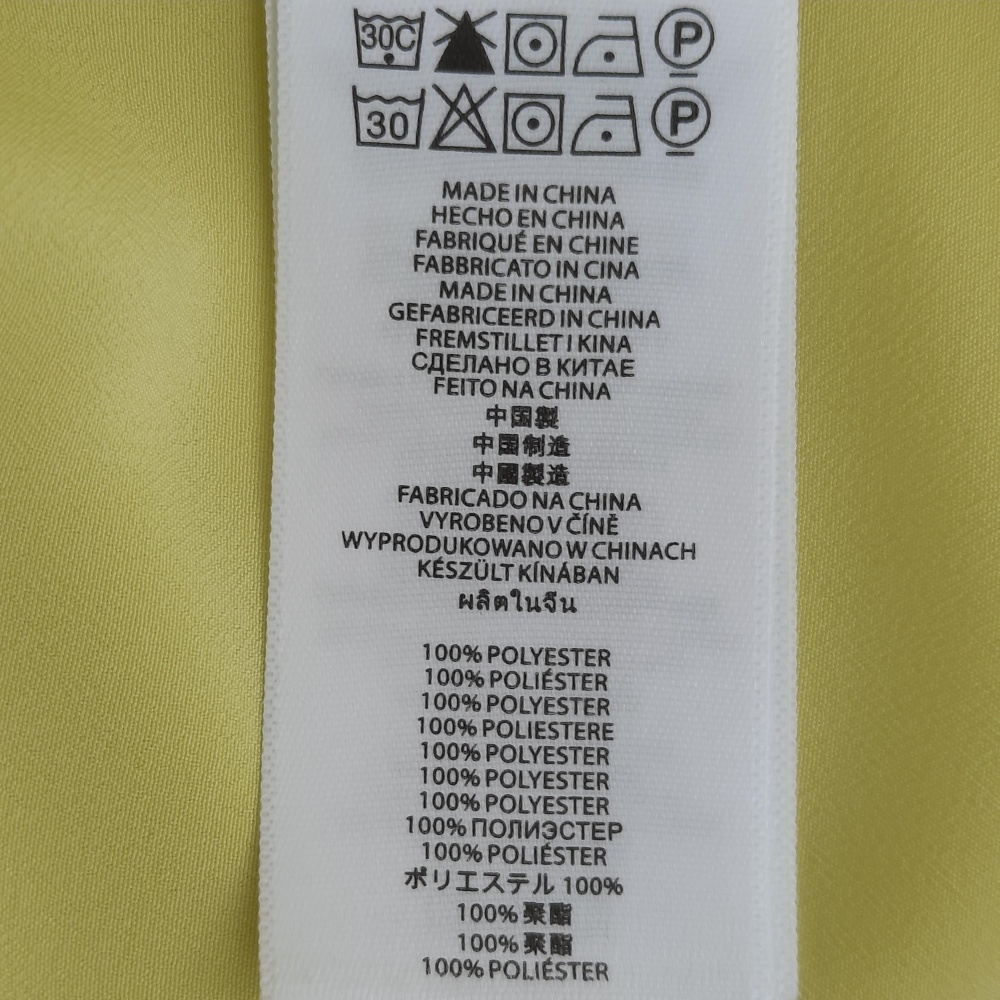 30C P
30 P
MADE IN CHINA
HECHO EN CHINA
FABRIQUÉ EN CHINE
FABBRICATO IN CINA
MADE IN CHINA
GEFABRICEERD IN CHINA
FREMSTILLET I KINA
СДЕЛАНО В КИТАЕ
FEITO NA CHINA
中国製
中国制造
中國製造
FABRICADO NA CHINA
VYROBENO V ČÍNĚ
WYPRODUKOWANO W CHINACH
KÉSZÜLT KÍNÁBAN
ผลิตในจีน
100% POLYESTER
100% POLIÉSTER
100% POLYESTER
100% POLIESTERE
100% POLYESTER
100% POLYESTER
100% POLYESTER
100% ПОЛИЭСТЕР
100% POLIÉSTER
ポリエステル 100%
100% 聚酯
100% 聚酯
100% POLIÉSTER